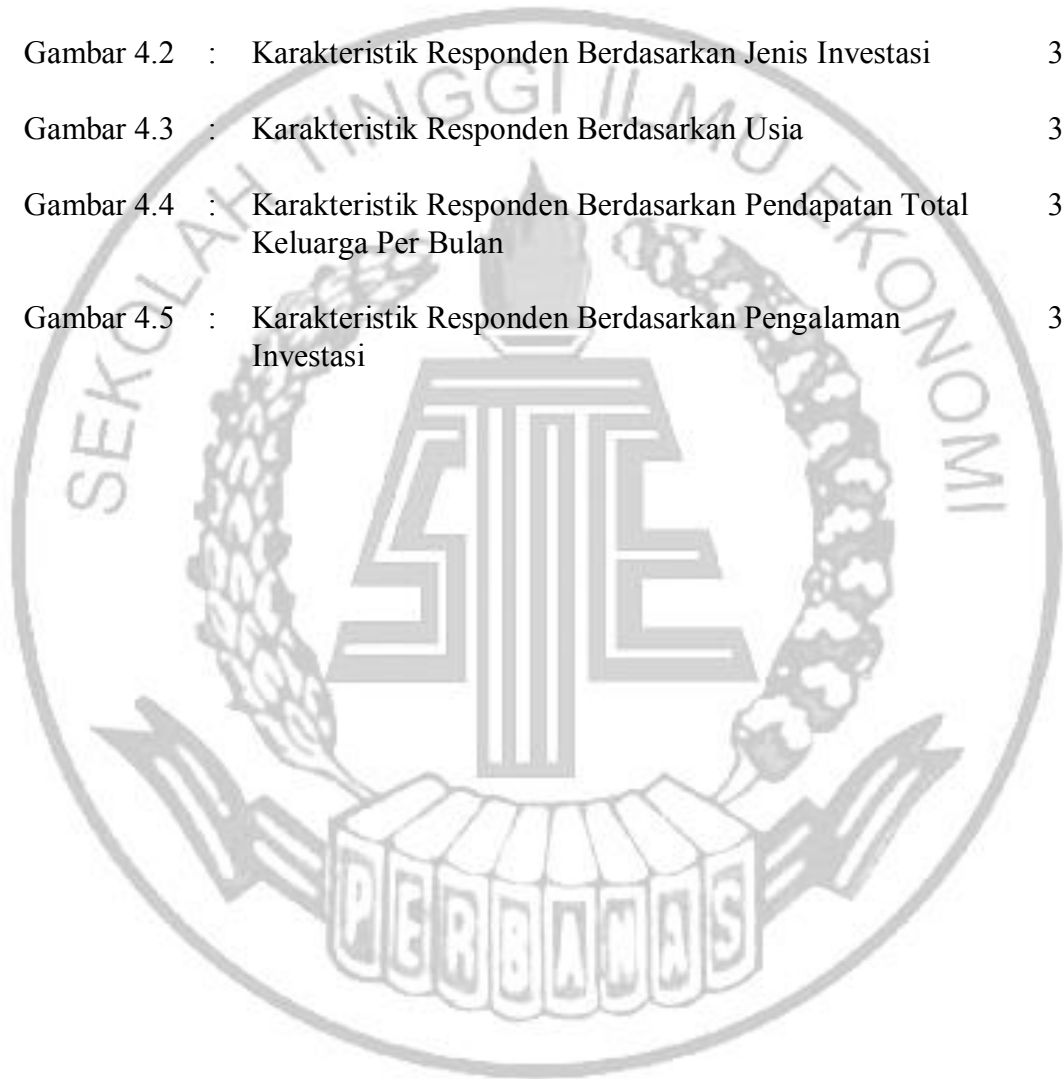 Gambar 4.2 : Karakteristik Responden Berdasarkan Jenis Investasi 3
Gambar 4.3 : Karakteristik Responden Berdasarkan Usia 3
Gambar 4.4 : Karakteristik Responden Berdasarkan Pendapatan Total 3
Keluarga Per Bulan
Gambar 4.5 : Karakteristik Responden Berdasarkan Pengalaman 3
Investasi
SEKOLAH TINGGI ILMU EKONOMI
STIE
PERBANAS